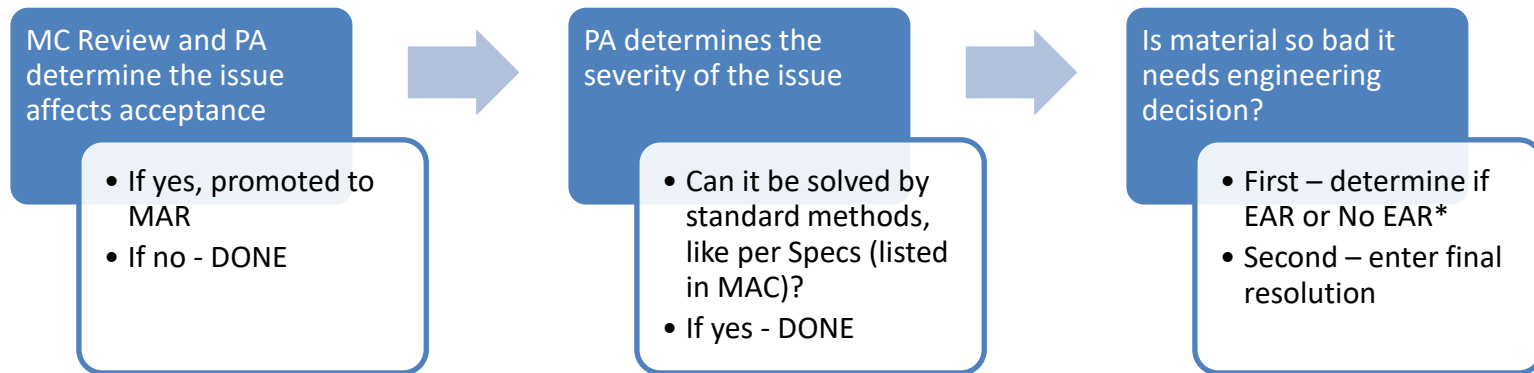 MC Review and PA
determine the issue
affects acceptance
• If yes, promoted to
MAR
• If no - DONE
PA determines the
severity of the issue
• Can it be solved by
standard methods,
like per Specs (listed
in MAC)?
• If yes - DONE
Is material so bad it
needs engineering
decision?
• First – determine if
EAR or No EAR*
• Second – enter final
resolution